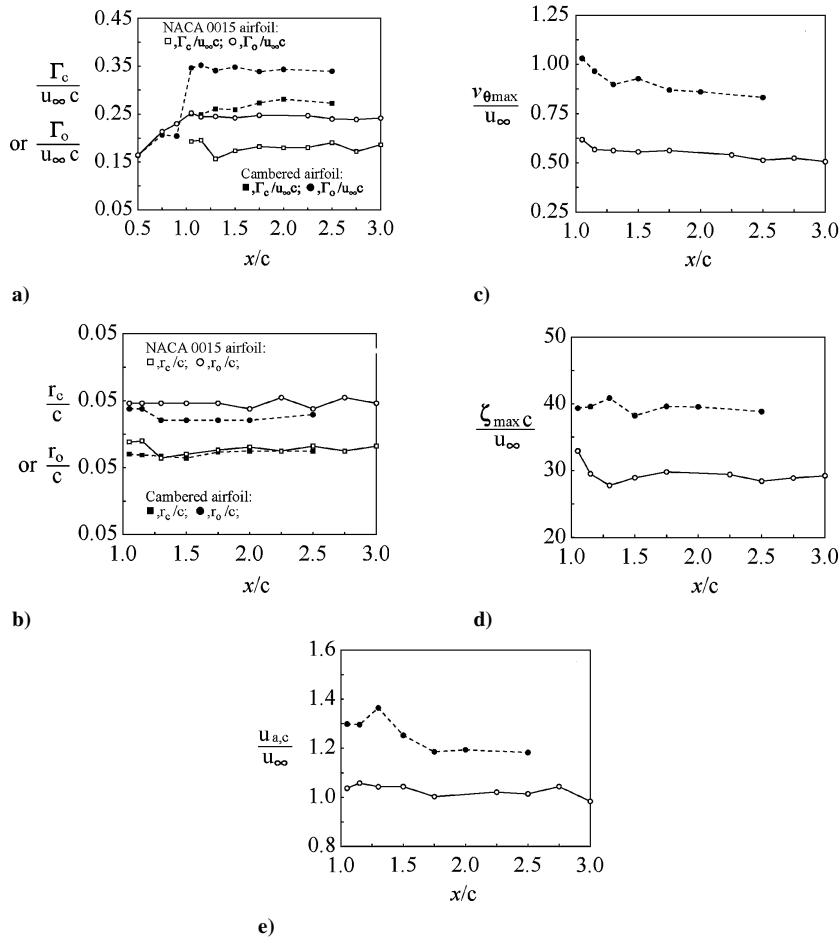 NACA 0015 airfoil:
□,Γc/u∞c; ○,Γo/u∞c
Γc
u∞ c
or Γo
u∞ c
0.45
0.35
0.25
0.15
0.05
Cambered airfoil:
■,Γc/u∞c; ●,Γo/u∞c
0.5 1.0 1.5 2.0 2.5 3.0
x/c
a)
vθmax
u∞
1.25
1.00
0.75
0.50
0.25
1.0 1.5 2.0 2.5 3.0
x/c
c)
NACA 0015 airfoil:
□,rc/c; ○,ro/c;
rc
c
or ro
c
0.05
0.05
0.05
0.05
Cambered airfoil:
■,rc/c; ●,ro/c;
1.0 1.5 2.0 2.5 3.0
x/c
b)
ζmax c
u∞
50
40
30
20
1.0 1.5 2.0 2.5 3.0
x/c
d)
ua,c
u∞
1.6
1.4
1.2
1.0
0.8
1.0 1.5 2.0 2.5 3.0
x/c
e)